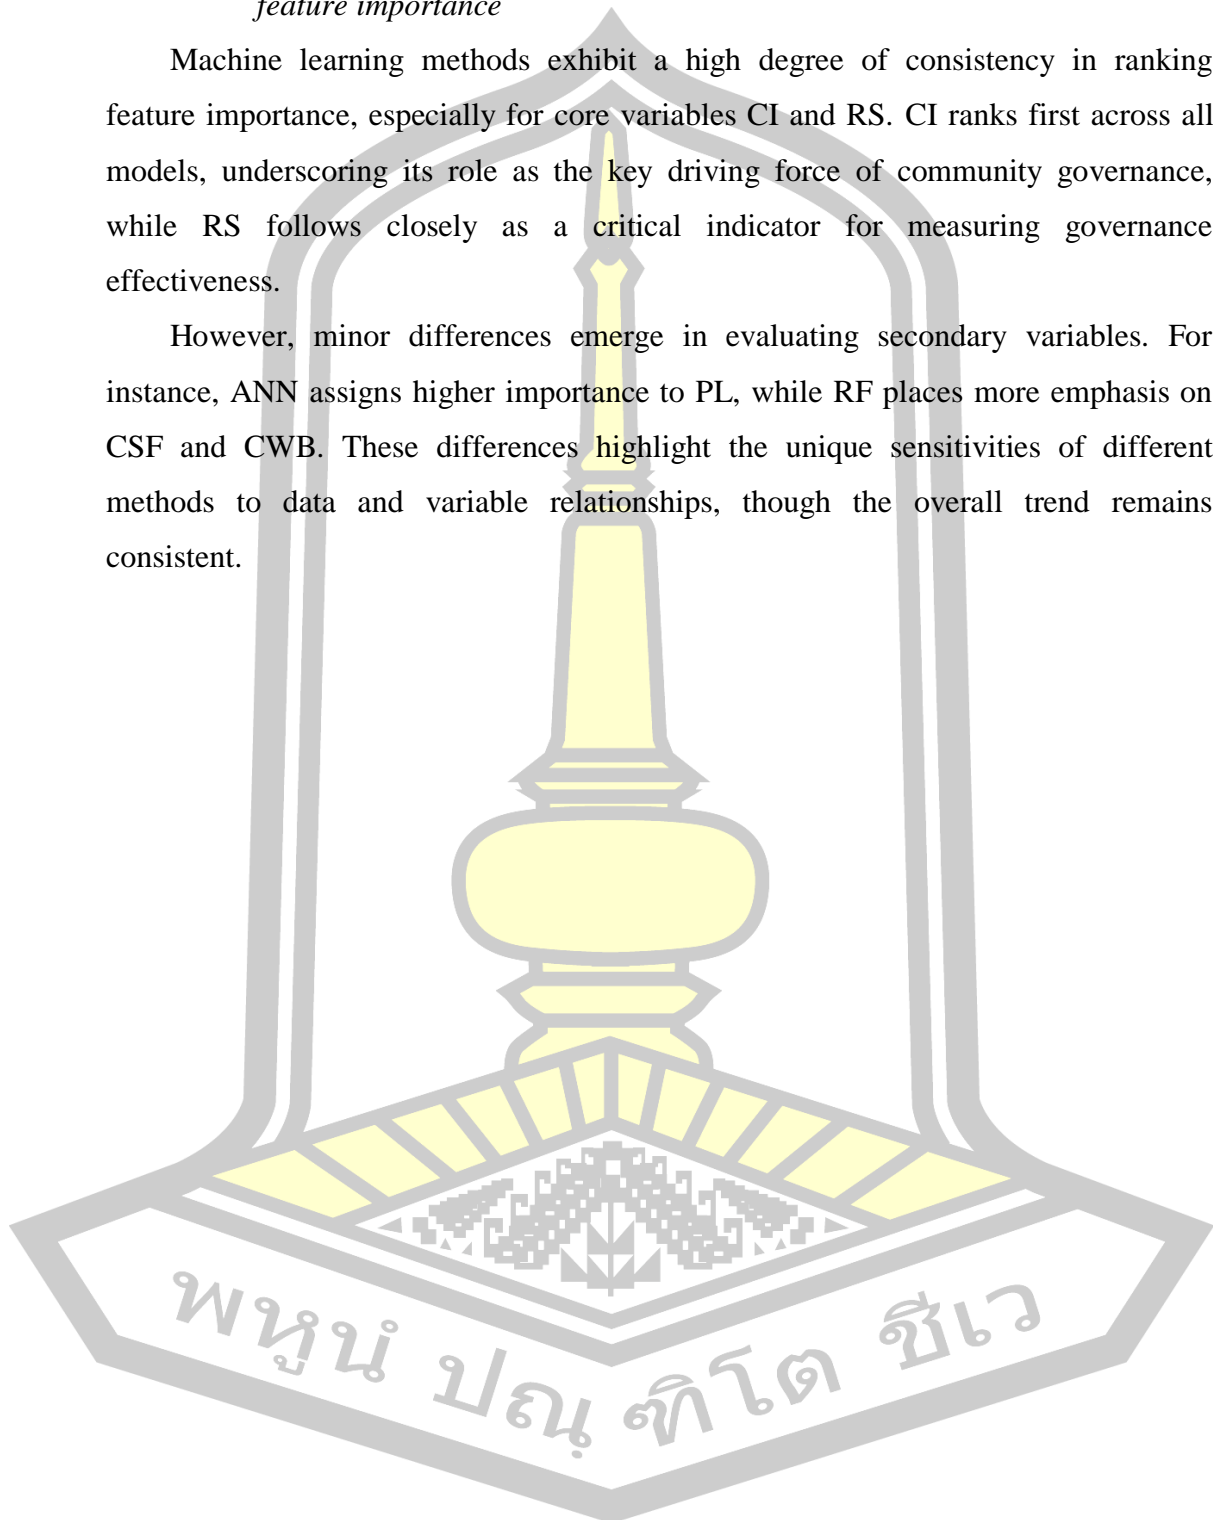 feature importance
Machine learning methods exhibit a high degree of consistency in ranking
feature importance, especially for core variables CI and RS. CI ranks first across all
models, underscoring its role as the key driving force of community governance,
while RS follows closely as a critical indicator for measuring governance
effectiveness.
However, minor differences emerge in evaluating secondary variables. For
instance, ANN assigns higher importance to PL, while RF places more emphasis on
CSF and CWB. These differences highlight the unique sensitivities of different
methods to data and variable relationships, though the overall trend remains
consistent.
พหูนํ ปณฺฑิโต ชีเว